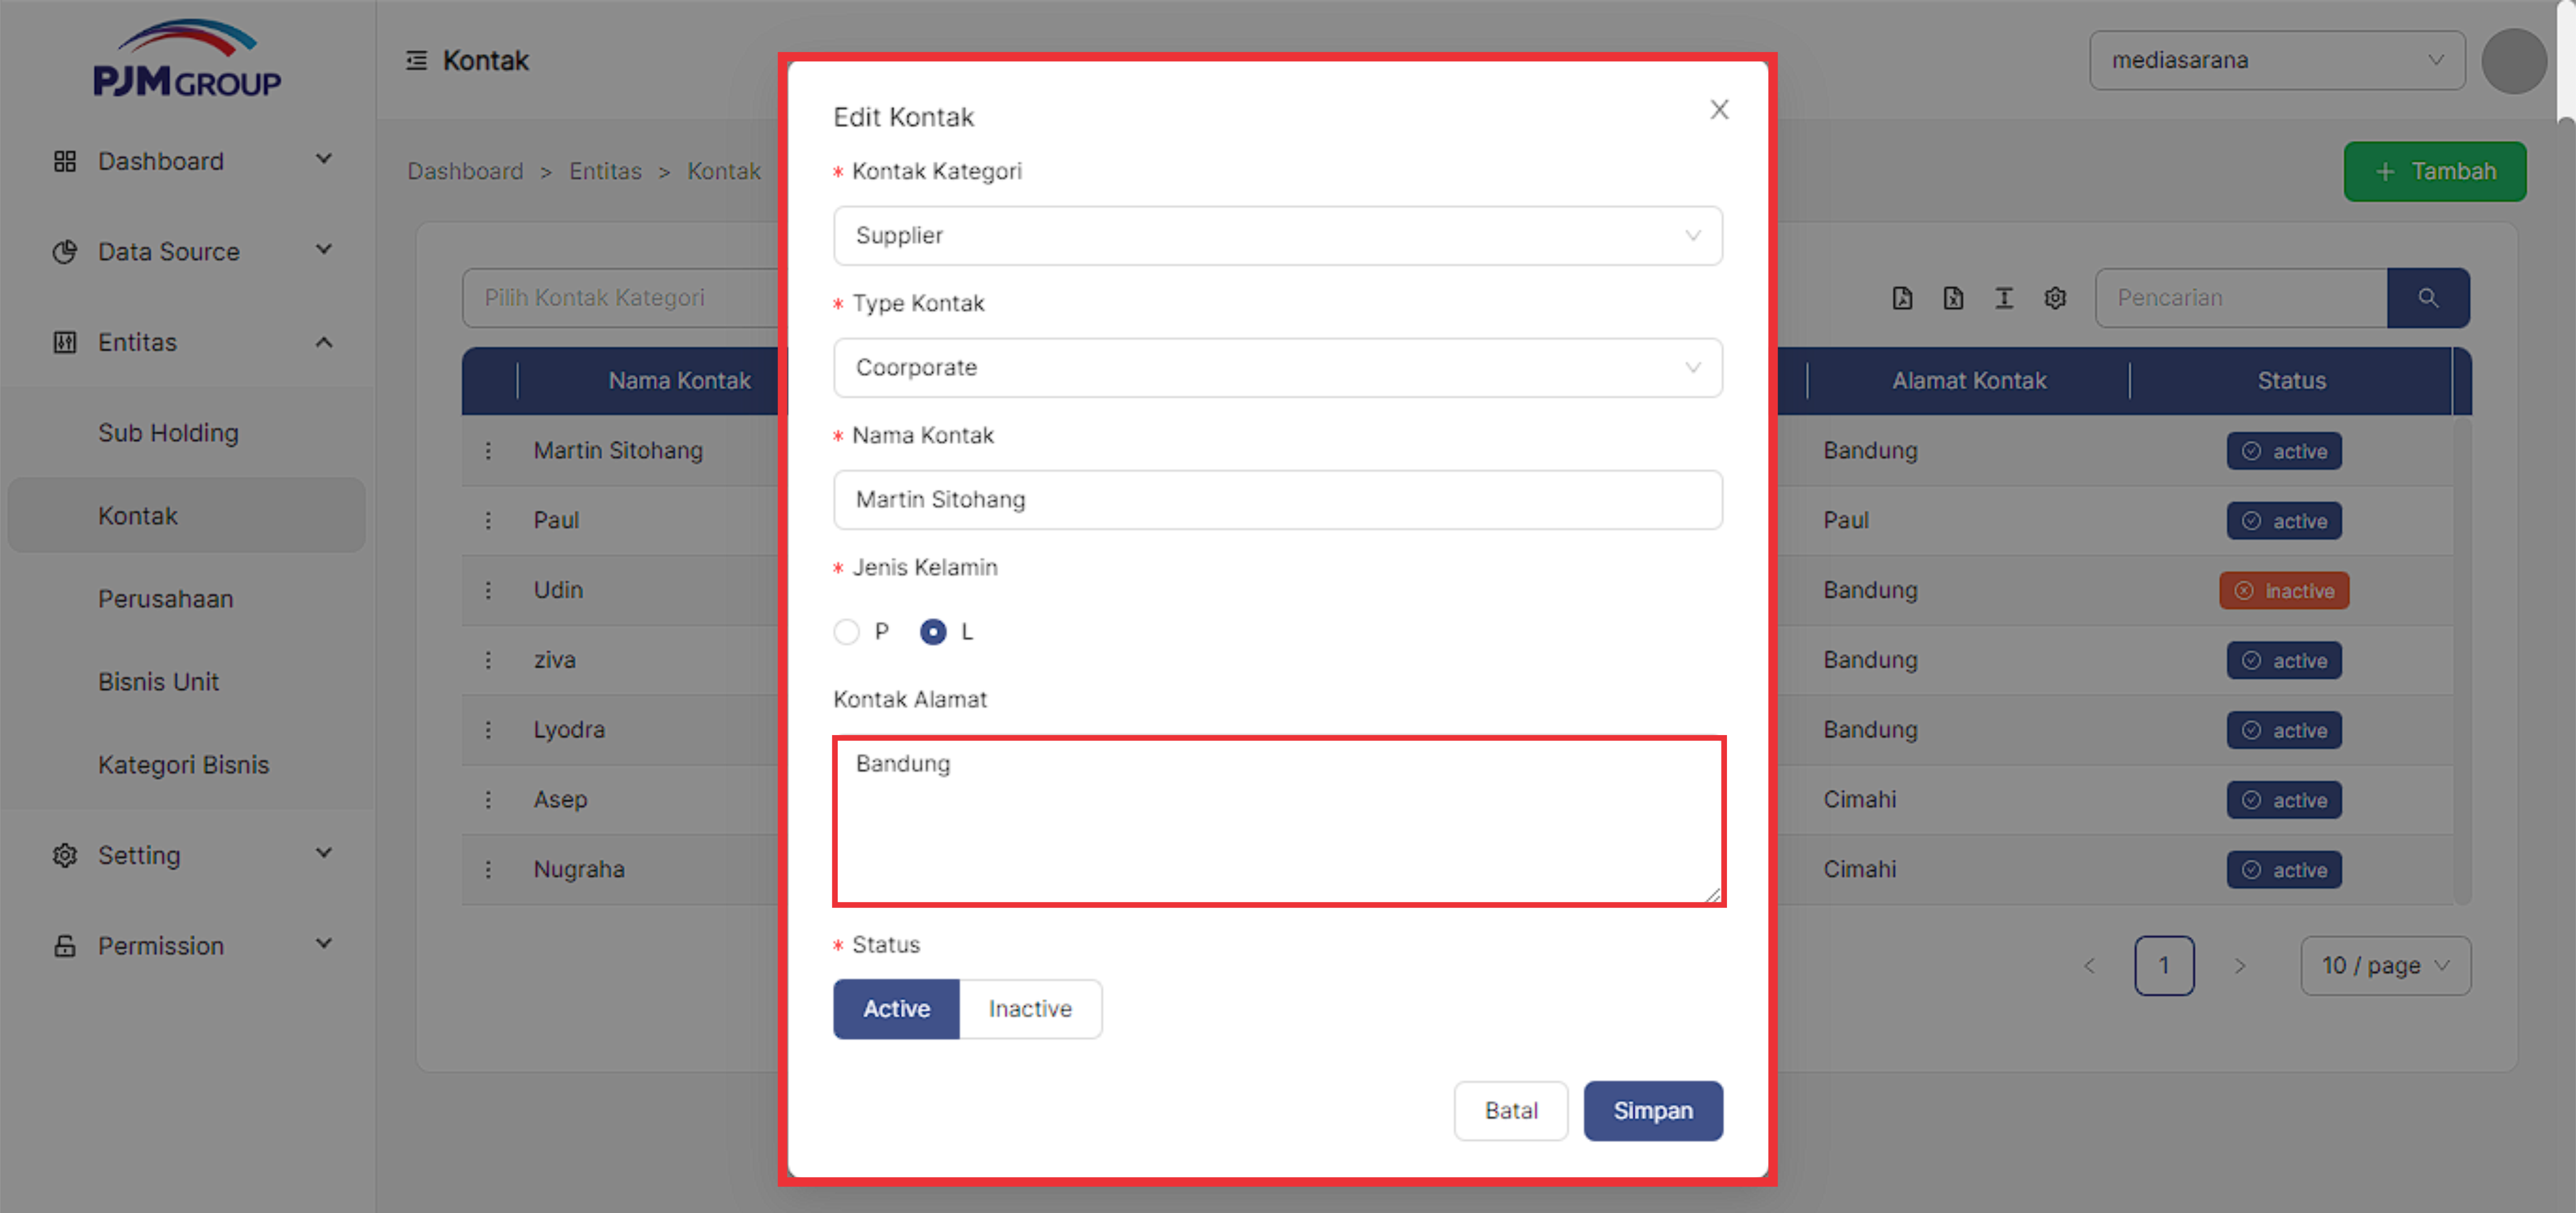 PJM GROUP
Kontak
mediasarana
Dashboard
Data Source
Entitas
Sub Holding
Kontak
Perusahaan
Bisnis Unit
Kategori Bisnis
Setting
Permission
Dashboard > Entitas > Kontak
+ Tambah
Pilih Kontak Kategori
Pencarian
Nama Kontak
Alamat Kontak
Status
Martin Sitohang
Bandung
active
Paul
Paul
active
Udin
Bandung
inactive
ziva
Bandung
active
Lyodra
Bandung
active
Asep
Cimahi
active
Nugraha
Cimahi
active
< 1 >
10 / page
Edit Kontak
* Kontak Kategori
Supplier
* Type Kontak
Coorporate
* Nama Kontak
Martin Sitohang
* Jenis Kelamin
P L
Kontak Alamat
Bandung
* Status
Active Inactive
Batal Simpan